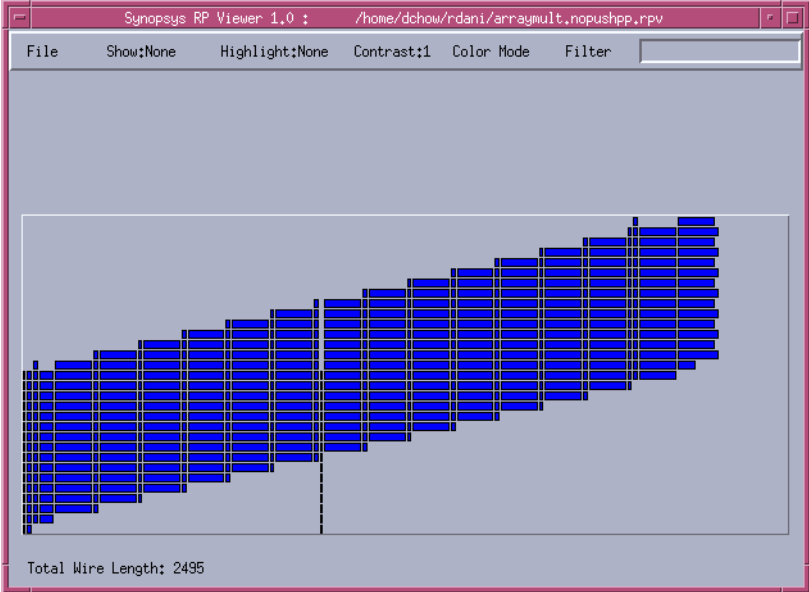 Synopsys RP Viewer 1.0 : /home/dchow/rdani/arraymult.nopushpp.rpv
File Show:None Highlight:None Contrast:1 Color Mode Filter
Total Wire Length: 2495